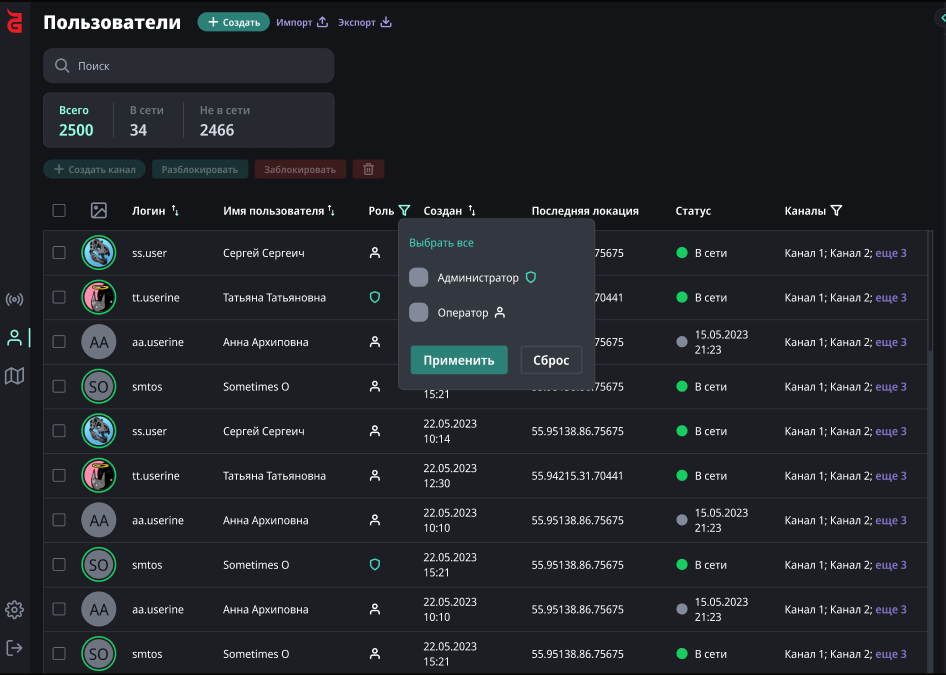 Пользователи
Создать
Импорт
Экспорт
Поиск
Всего В сети Не в сети
2500 34 2466
Создать канал Разблокировать Заблокировать
Логин Имя пользователя Роль Создан Последняя локация Статус Каналы
Выбрать все
Администратор
Оператор
Применить Сброс
ss.user Сергей Сергеич .75675 В сети Канал 1; Канал 2; еще 3
tt.userine Татьяна Татьяновна .70441 В сети Канал 1; Канал 2; еще 3
AA aa.userine Анна Архиповна 75675 15.05.2023 21:23 Канал 1; Канал 2; еще 3
SO smtos Sometimes O 15:21 В сети Канал 1; Канал 2; еще 3
ss.user Сергей Сергеич 22.05.2023 10:14 55.95138.86.75675 В сети Канал 1; Канал 2; еще 3
tt.userine Татьяна Татьяновна 22.05.2023 12:30 55.94215.31.70441 В сети Канал 1; Канал 2; еще 3
AA aa.userine Анна Архиповна 22.05.2023 10:10 55.95138.86.75675 15.05.2023 21:23 Канал 1; Канал 2; еще 3
SO smtos Sometimes O 22.05.2023 15:21 55.95138.86.75675 В сети Канал 1; Канал 2; еще 3
AA aa.userine Анна Архиповна 22.05.2023 10:10 55.95138.86.75675 15.05.2023 21:23 Канал 1; Канал 2; еще 3
SO smtos Sometimes O 22.05.2023 15:21 55.95138.86.75675 В сети Канал 1; Канал 2; еще 3